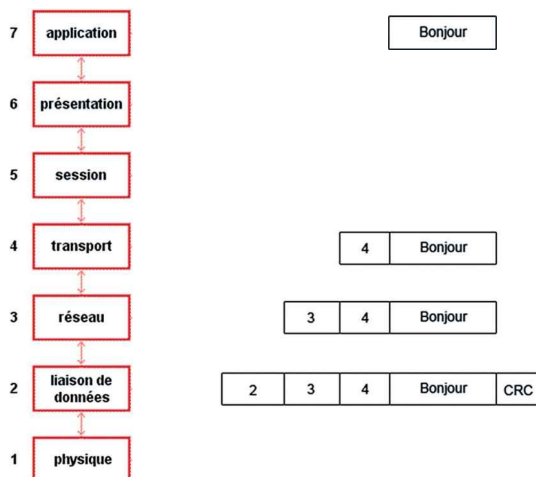 7 application Bonjour
6 présentation
5 session
4 transport 4 Bonjour
3 réseau 3 4 Bonjour
2 liaison de
données 2 3 4 Bonjour CRC
1 physique